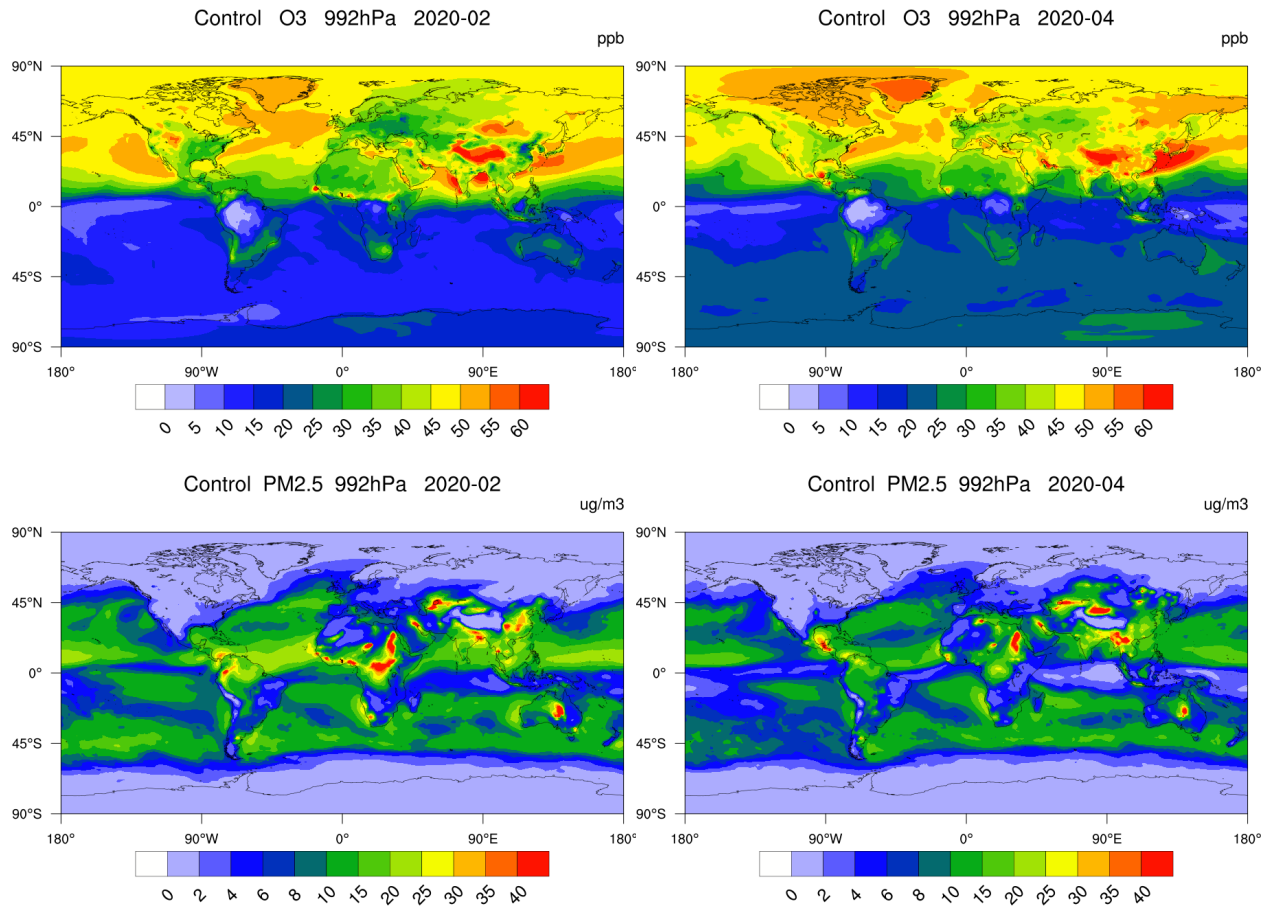 Control O3 992hPa 2020-02
ppb
90°N
45°N
0°
45°S
90°S
180° 90°W 0° 90°E 180°
0 5 10 15 20 25 30 35 40 45 50 55 60
Control O3 992hPa 2020-04
ppb
90°N
45°N
0°
45°S
90°S
180° 90°W 0° 90°E 180°
0 5 10 15 20 25 30 35 40 45 50 55 60
Control PM2.5 992hPa 2020-02
ug/m3
90°N
45°N
0°
45°S
90°S
180° 90°W 0° 90°E 180°
0 2 4 6 8 10 15 20 25 30 35 40
Control PM2.5 992hPa 2020-04
ug/m3
90°N
45°N
0°
45°S
90°S
180° 90°W 0° 90°E 180°
0 2 4 6 8 10 15 20 25 30 35 40